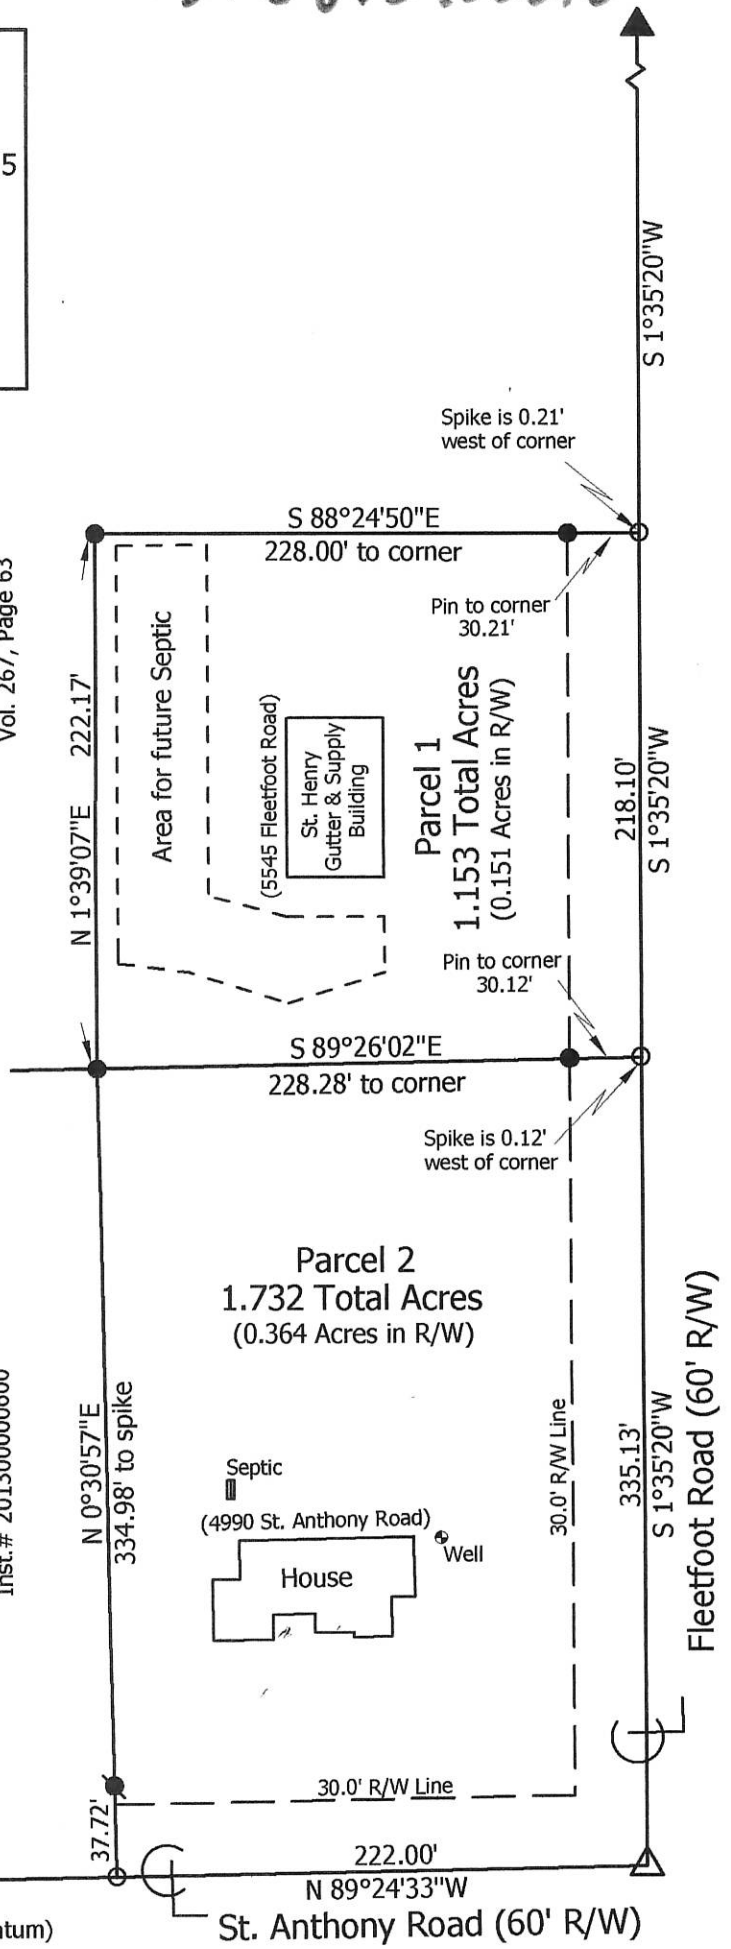 5
S 1°35'20"W
Spike is 0.21'
west of corner
S 88°24'50"E
228.00' to corner
Vol. 267, Page 63
Pin to corner
30.21'
N 1°39'07"E 222.17'
Area for future Septic
(5545 Fleetfoot Road)
St. Henry
Gutter & Supply
Building
Parcel 1
1.153 Total Acres
(0.151 Acres in R/W)
218.10'
S 1°35'20"W
Pin to corner
30.12'
S 89°26'02"E
228.28' to corner
Spike is 0.12'
west of corner
Parcel 2
1.732 Total Acres
(0.364 Acres in R/W)
N 0°30'57"E
334.98' to spike
Septic
(4990 St. Anthony Road)
Well
House
30.0' R/W Line
335.13'
S 1°35'20"W
Fleetfoot Road (60' R/W)
30.0' R/W Line
37.72'
222.00'
N 89°24'33"W
St. Anthony Road (60' R/W)